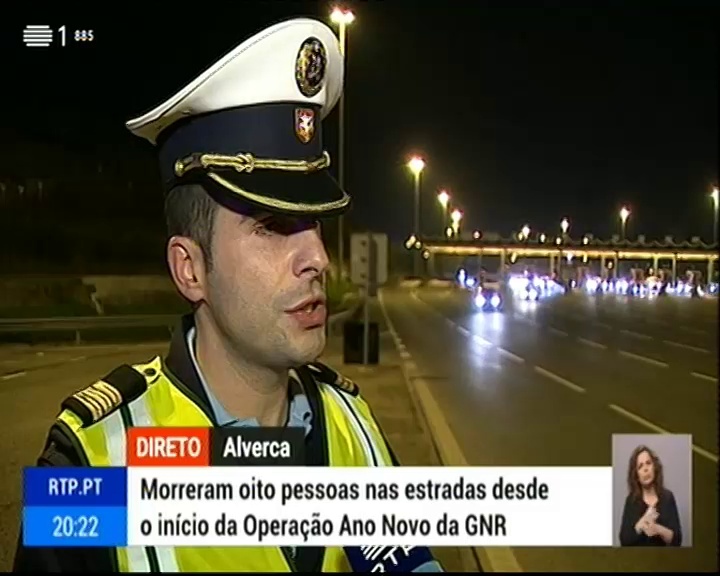 1 885
DIRETO Alverca
RTP.PT
20:22
Morreram oito pessoas nas estradas desde
o início da Operação Ano Novo da GNR
RTP